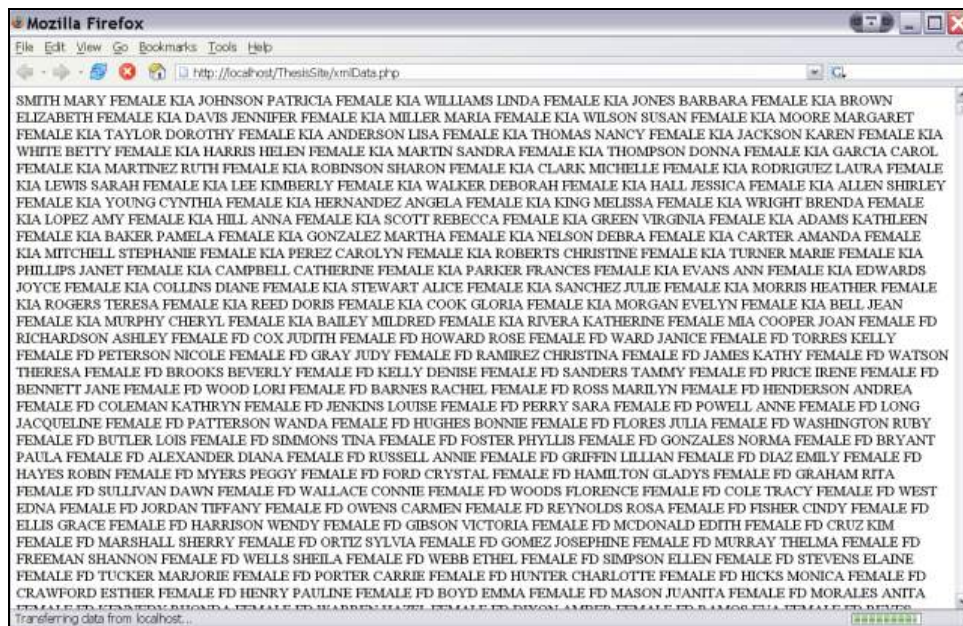 Mozilla Firefox
File Edit View Go Bookmarks Tools Help
http://localhost/ThesisSite/xmlData.php
SMITH MARY FEMALE KIA JOHNSON PATRICIA FEMALE KIA WILLIAMS LINDA FEMALE KIA JONES BARBARA FEMALE KIA BROWN
ELIZABETH FEMALE KIA DAVIS JENNIFER FEMALE KIA MILLER MARIA FEMALE KIA WILSON SUSAN FEMALE KIA MOORE MARGARET
FEMALE KIA TAYLOR DOROTHY FEMALE KIA ANDERSON LISA FEMALE KIA THOMAS NANCY FEMALE KIA JACKSON KAREN FEMALE KIA
WHITE BETTY FEMALE KIA HARRIS HELEN FEMALE KIA MARTIN SANDRA FEMALE KIA THOMPSON DONNA FEMALE KIA GARCIA CAROL
FEMALE KIA MARTINEZ RUTH FEMALE KIA ROBINSON SHARON FEMALE KIA CLARK MICHELLE FEMALE KIA RODRIGUEZ LAURA FEMALE
KIA LEWIS SARAH FEMALE KIA LEE KIMBERLY FEMALE KIA WALKER DEBORAH FEMALE KIA HALL JESSICA FEMALE KIA ALLEN SHIRLEY
FEMALE KIA YOUNG CYNTHIA FEMALE KIA HERNANDEZ ANGELA FEMALE KIA KING MELISSA FEMALE KIA WRIGHT BRENDA FEMALE
KIA LOPEZ AMY FEMALE KIA HILL ANNA FEMALE KIA SCOTT REBECCA FEMALE KIA GREEN VIRGINIA FEMALE KIA ADAMS KATHLEEN
FEMALE KIA BAKER PAMELA FEMALE KIA GONZALEZ MARTHA FEMALE KIA NELSON DEBRA FEMALE KIA CARTER AMANDA FEMALE
KIA MITCHELL STEPHANIE FEMALE KIA PEREZ CAROLYN FEMALE KIA ROBERTS CHRISTINE FEMALE KIA TURNER MARIE FEMALE KIA
PHILLIPS JANET FEMALE KIA CAMPBELL CATHERINE FEMALE KIA PARKER FRANCES FEMALE KIA EVANS ANN FEMALE KIA EDWARDS
JOYCE FEMALE KIA COLLINS DIANE FEMALE KIA STEWART ALICE FEMALE KIA SANCHEZ JULIE FEMALE KIA MORRIS HEATHER FEMALE
KIA ROGERS TERESA FEMALE KIA REED DORIS FEMALE KIA COOK GLORIA FEMALE KIA MORGAN EVELYN FEMALE KIA BELL JEAN
FEMALE KIA MURPHY CHERYL FEMALE KIA BAILEY MILDRED FEMALE KIA RIVERA KATHERINE FEMALE MIA COOPER JOAN FEMALE FD
RICHARDSON ASHLEY FEMALE FD COX JUDITH FEMALE FD HOWARD ROSE FEMALE FD WARD JANICE FEMALE FD TORRES KELLY
FEMALE FD PETERSON NICOLE FEMALE FD GRAY JUDY FEMALE FD RAMIREZ CHRISTINA FEMALE FD JAMES KATHY FEMALE FD WATSON
THERESA FEMALE FD BROOKS BEVERLY FEMALE FD KELLY DENISE FEMALE FD SANDERS TAMMY FEMALE FD PRICE IRENE FEMALE FD
BENNETT JANE FEMALE FD WOOD LORI FEMALE FD BARNES RACHEL FEMALE FD ROSS MARILYN FEMALE FD HENDERSON ANDREA
FEMALE FD COLEMAN KATHRYN FEMALE FD JENKINS LOUISE FEMALE FD PERRY SARA FEMALE FD POWELL ANNE FEMALE FD LONG
JACQUELINE FEMALE FD PATTERSON WANDA FEMALE FD HUGHES BONNIE FEMALE FD FLORES JULIA FEMALE FD WASHINGTON RUBY
FEMALE FD BUTLER LOIS FEMALE FD SIMMONS TINA FEMALE FD FOSTER PHYLLIS FEMALE FD GONZALES NORMA FEMALE FD BRYANT
PAULA FEMALE FD ALEXANDER DIANA FEMALE FD RUSSELL ANNIE FEMALE FD GRIFFIN LILLIAN FEMALE FD DIAZ EMILY FEMALE FD
HAYES ROBIN FEMALE FD MYERS PEGGY FEMALE FD FORD CRYSTAL FEMALE FD HAMILTON GLADYS FEMALE FD GRAHAM RITA
FEMALE FD SULLIVAN DAWN FEMALE FD WALLACE CONNIE FEMALE FD WOODS FLORENCE FEMALE FD COLE TRACY FEMALE FD WEST
EDNA FEMALE FD JORDAN TIFFANY FEMALE FD OWENS CARMEN FEMALE FD REYNOLDS ROSA FEMALE FD FISHER CINDY FEMALE FD
ELLIS GRACE FEMALE FD HARRISON WENDY FEMALE FD GIBSON VICTORIA FEMALE FD MCDONALD EDITH FEMALE FD CRUZ KIM
FEMALE FD MARSHALL SHERRY FEMALE FD ORTIZ SYLVIA FEMALE FD GOMEZ JOSEPHINE FEMALE FD MURRAY THELMA FEMALE FD
FREEMAN SHANNON FEMALE FD WELLS SHEILA FEMALE FD WEBB ETHEL FEMALE FD SIMPSON ELLEN FEMALE FD STEVENS ELAINE
FEMALE FD TUCKER MARJORIE FEMALE FD PORTER CARRIE FEMALE FD HUNTER CHARLOTTE FEMALE FD HICKS MONICA FEMALE FD
CRAWFORD ESTHER FEMALE FD HENRY PAULINE FEMALE FD BOYD EMMA FEMALE FD MASON JUANITA FEMALE FD MORALES ANITA
FEMALE FD KENNEDY RHONDA FEMALE FD WARREN HAZEL FEMALE FD DIXON AMBER FEMALE FD RAMOS EVA FEMALE FD REYES
Transferring data from localhost...